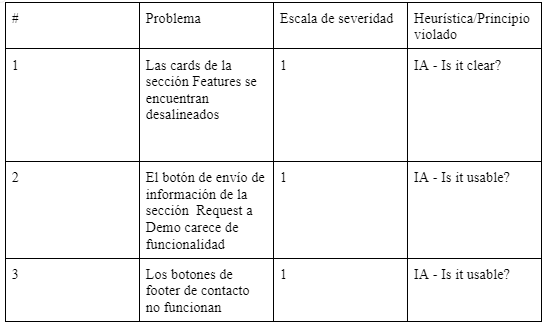 # Problema Escala de severidad Heurística/Principio
violado
1 Las cards de la 1 IA - Is it clear?
sección Features se
encuentran
desalineados
2 El botón de envío de 1 IA - Is it usable?
información de la
sección Request a
Demo carece de
funcionalidad
3 Los botones de 1 IA - Is it usable?
footer de contacto
no funcionan